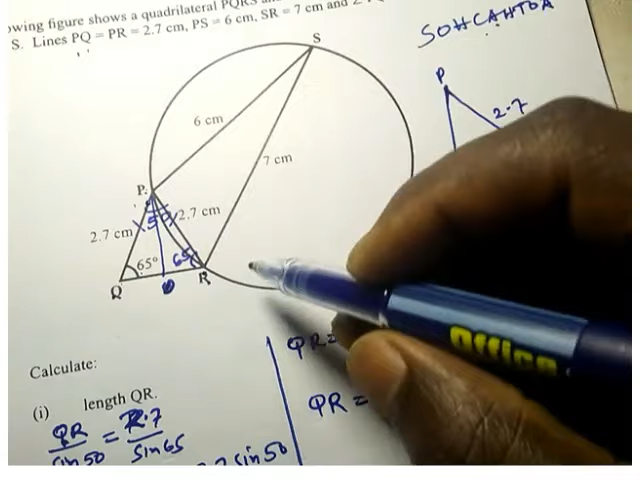 owing figure shows a quadrilateral PQRS
S. Lines PQ = PR = 2.7 cm, PS = 6 cm, SR = 7 cm and
SOHCAHTOA
S
P
2.7
6 cm
7 cm
P
50
2.7 cm
2.7 cm
65°
65
Q
R
Office
Calculate:
QR=
(i) length QR.
QR =
QR/sin 50 = 2.7/sin 65
sin 50